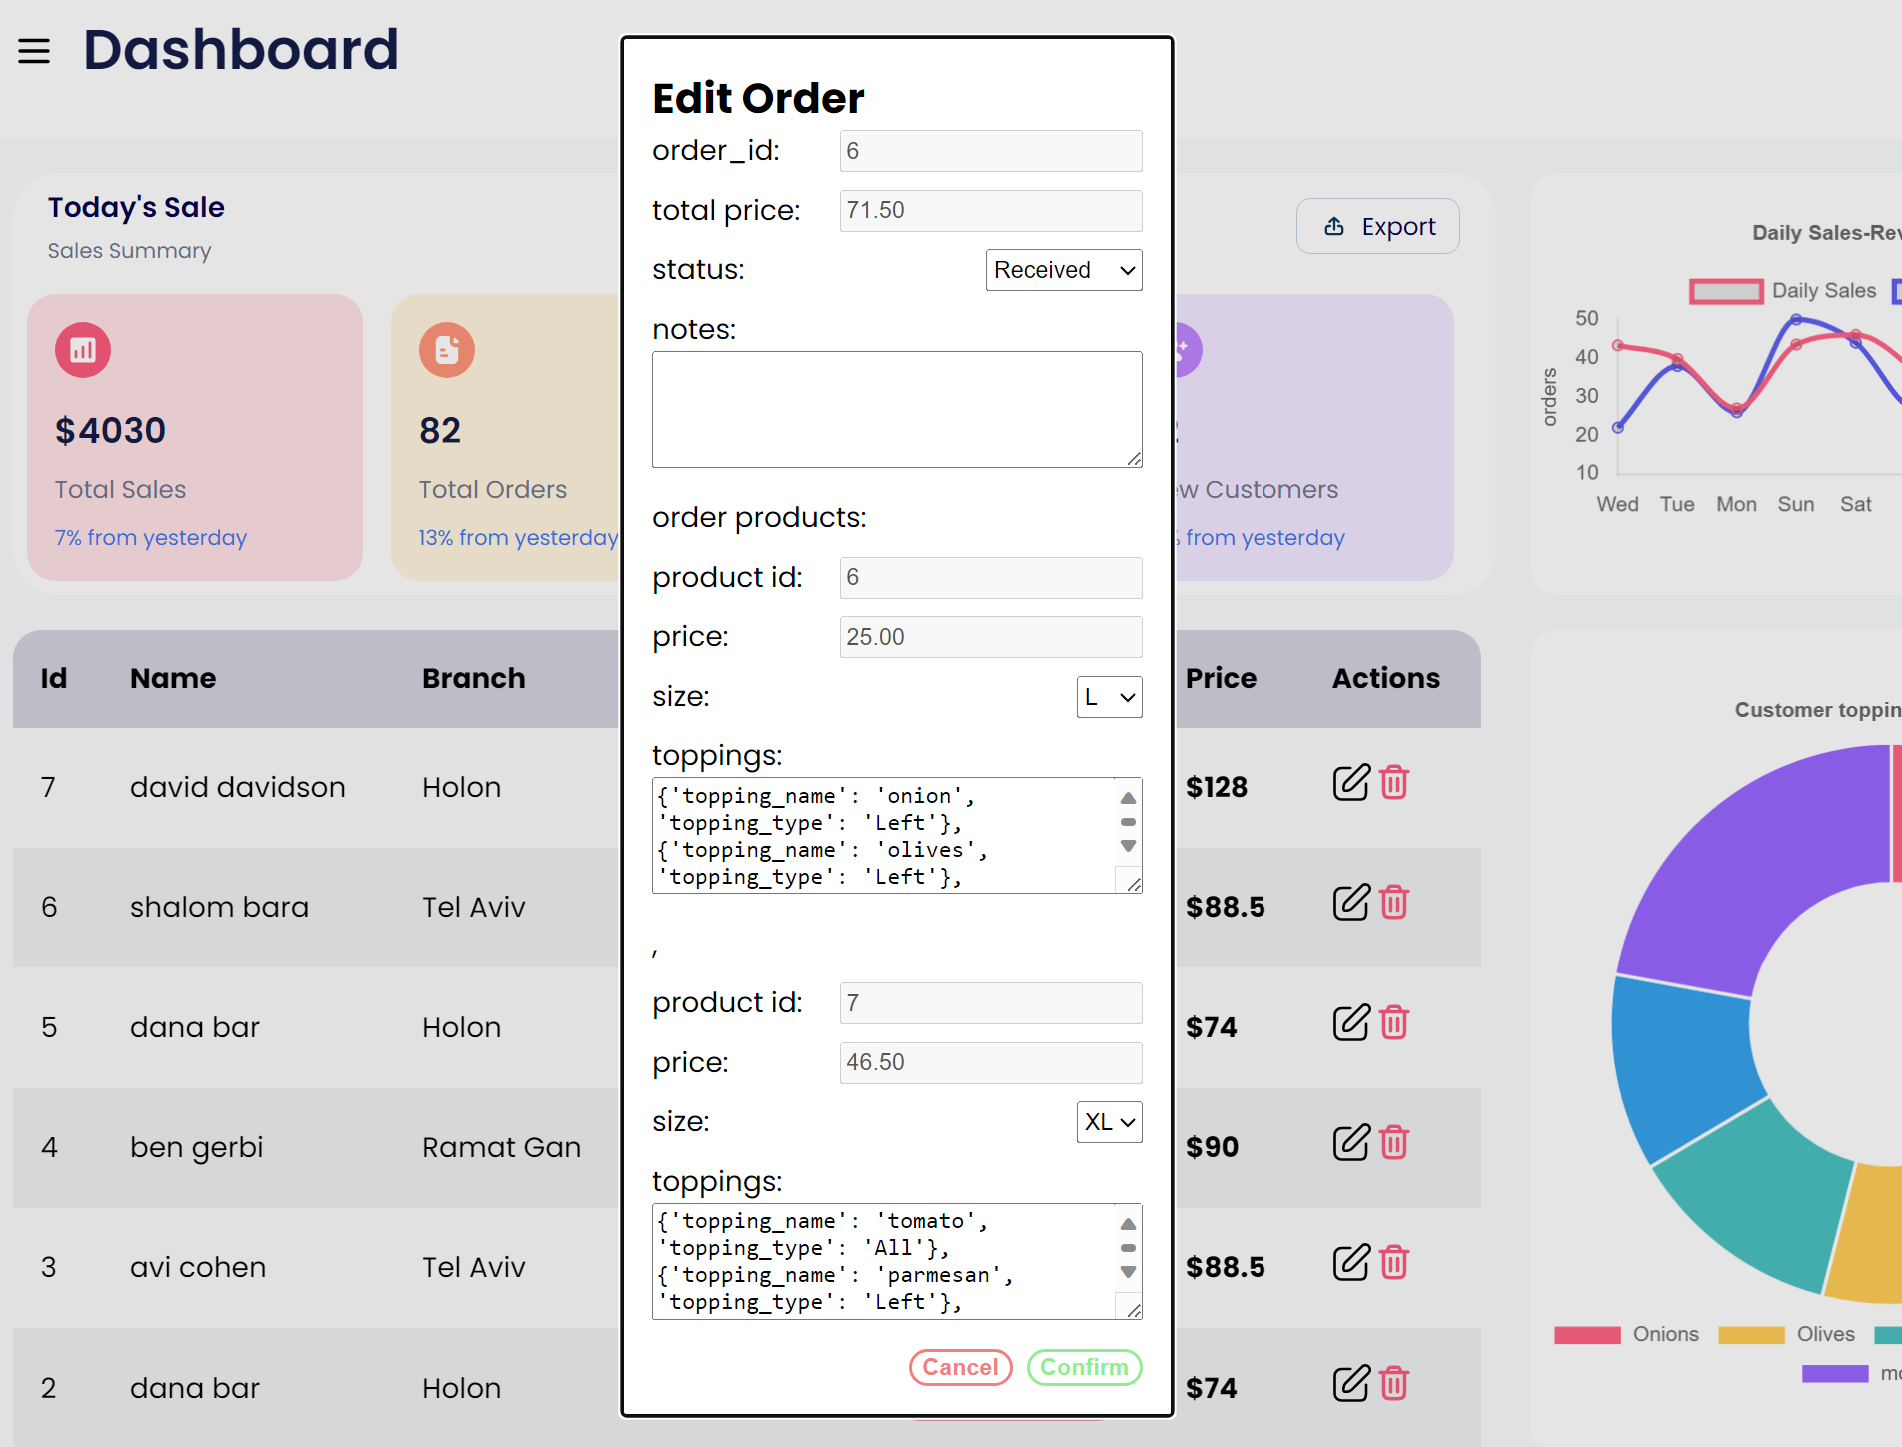 Dashboard
Today's Sale
Sales Summary
Export
$4030
Total Sales
7% from yesterday
82
Total Orders
13% from yesterday
Customers
from yesterday
Id Name Branch Price Actions
7 david davidson Holon $128
6 shalom bara Tel Aviv $88.5
5 dana bar Holon $74
4 ben gerbi Ramat Gan $90
3 avi cohen Tel Aviv $88.5
2 dana bar Holon $74
Edit Order
order_id: 6
total price: 71.50
status: Received
notes:
order products:
product id: 6
price: 25.00
size: L
toppings:
{'topping_name': 'onion',
'topping_type': 'Left'},
{'topping_name': 'olives',
'topping_type': 'Left'},
,
product id: 7
price: 46.50
size: XL
toppings:
{'topping_name': 'tomato',
'topping_type': 'All'},
{'topping_name': 'parmesan',
'topping_type': 'Left'},
Cancel Confirm
Daily Sales-Rev
Daily Sales
50
40
30
20
10
orders
Wed Tue Mon Sun Sat
Customer toppin
Onions Olives